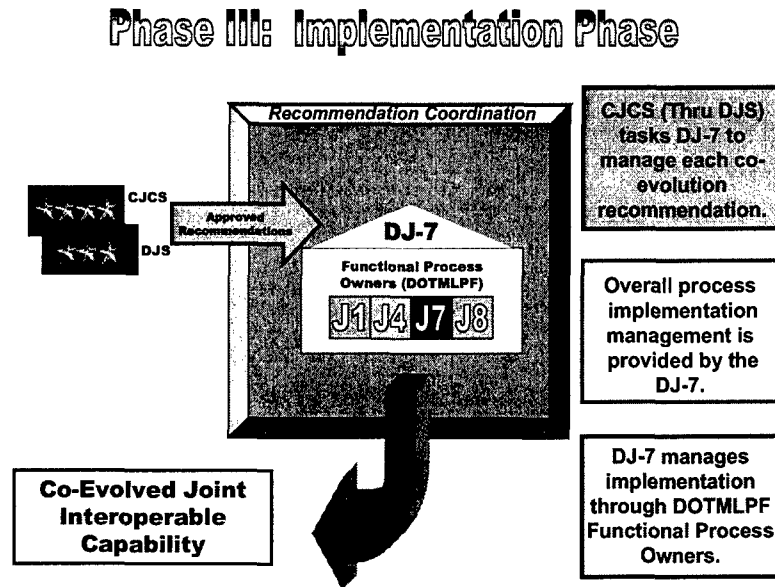 Phase III: Implementation Phase
Recommendation Coordination
CJCS
DJS
Approved
Recommendations
DJ-7
Functional Process
Owners (DOTMLPF)
J1 J4 J7 J8
Co-Evolved Joint
Interoperable
Capability
CJCS (Thru DJS)
tasks DJ-7 to
manage each co-
evolution
recommendation.
Overall process
implementation
management is
provided by the
DJ-7.
DJ-7 manages
implementation
through DOTMLPF
Functional Process
Owners.